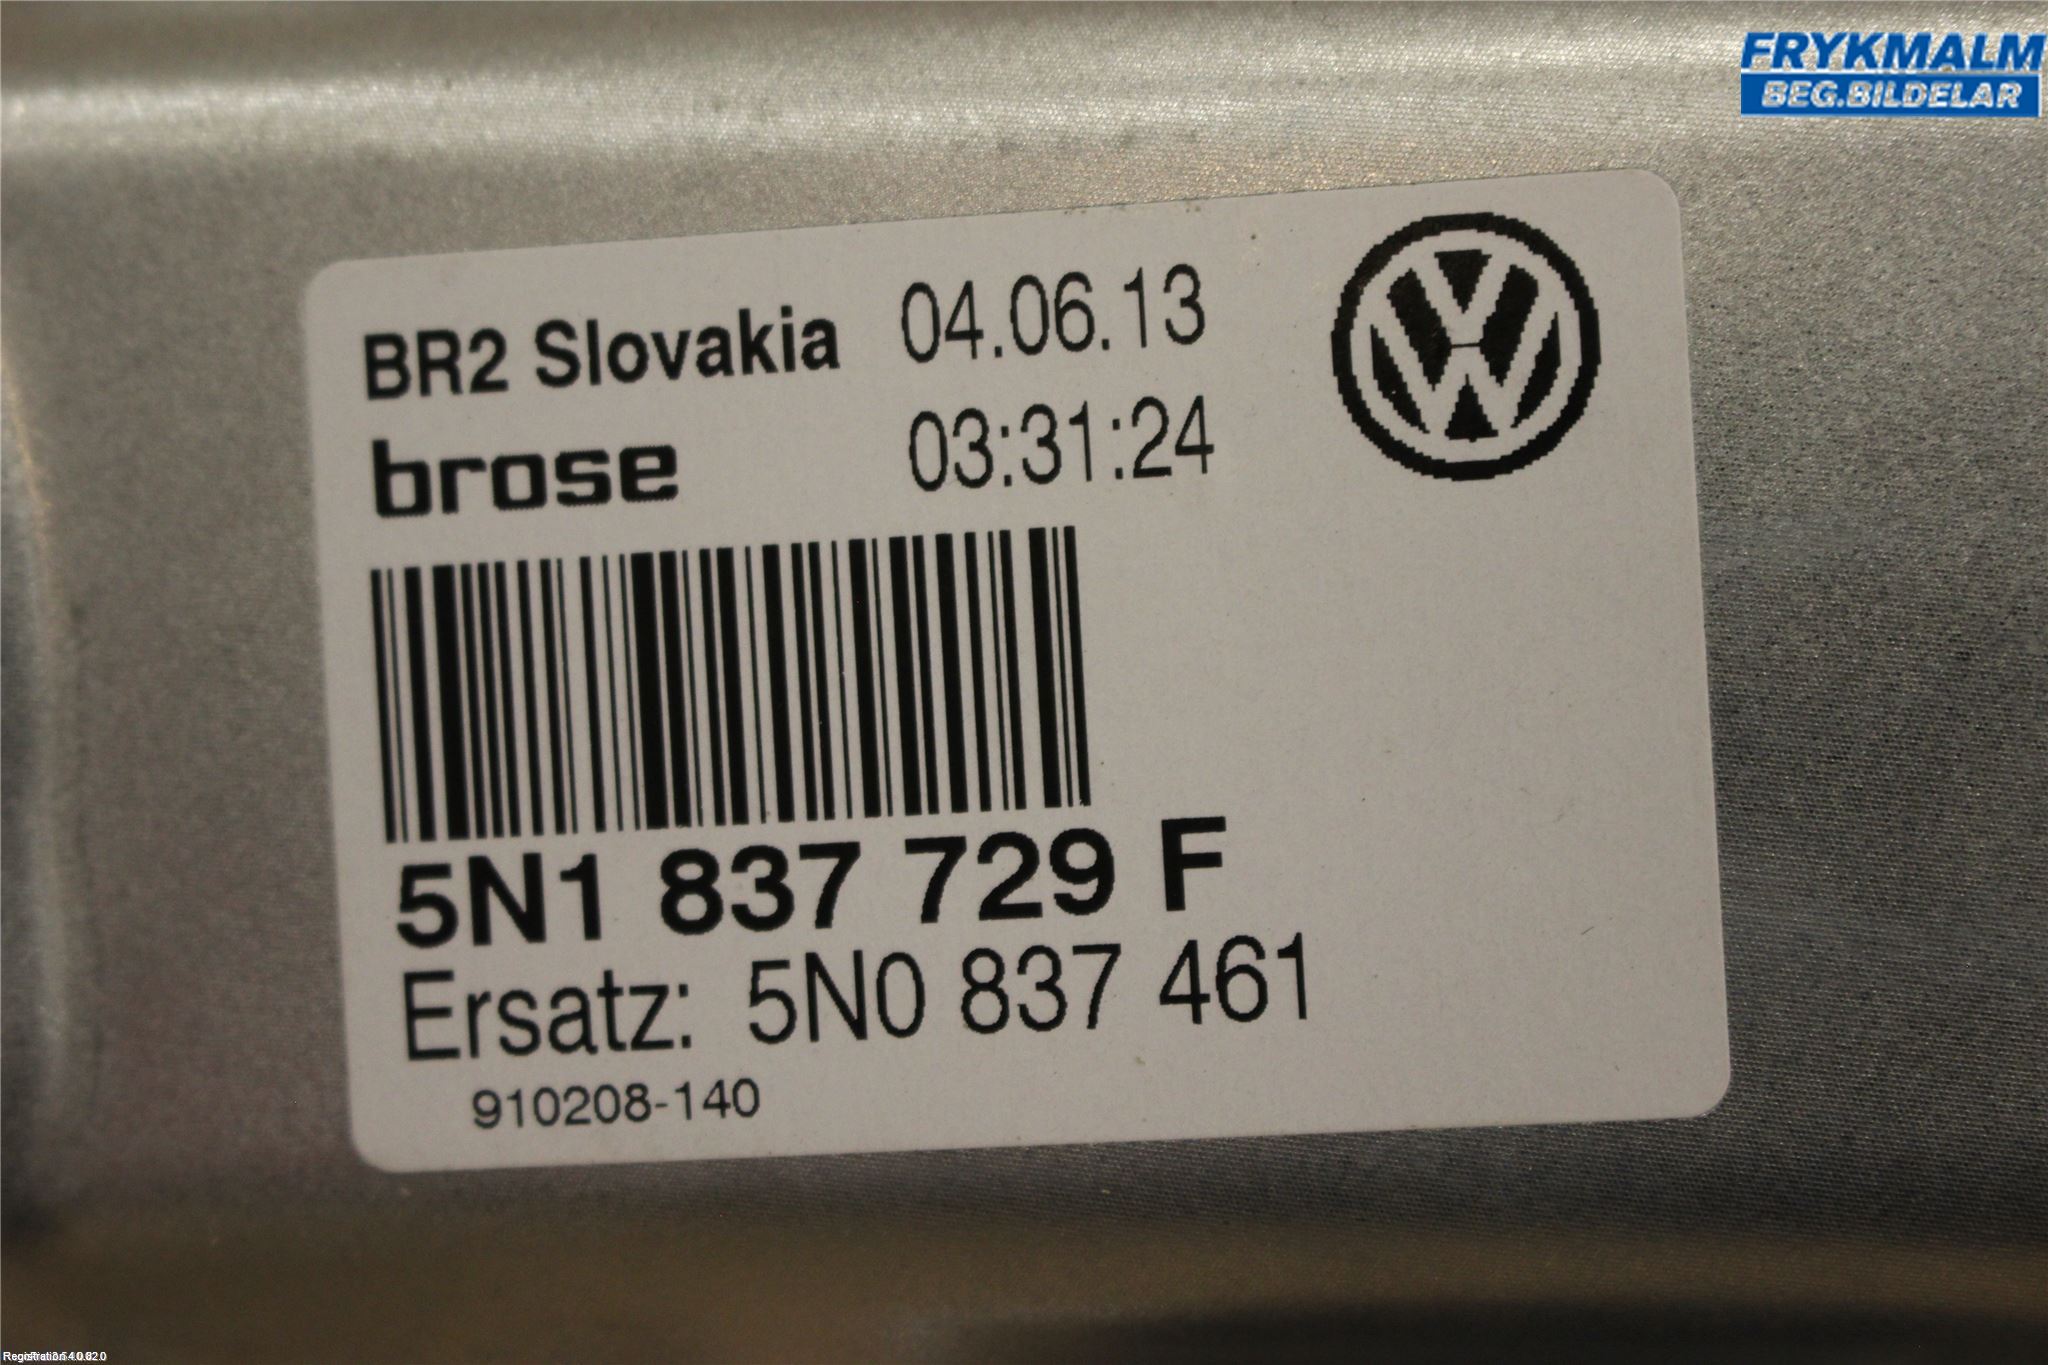 FRYKMALM
BEG.BILDELAR
BR2 Slovakia 04.06.13
brose 03:31:24
5N1 837 729 F
Ersatz: 5N0 837 461
910208-140